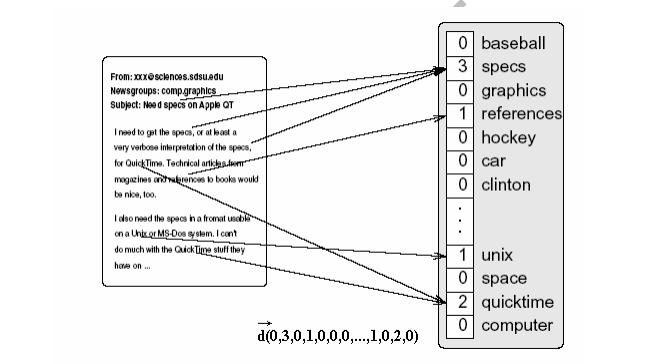 From: xxx@sciences.sdsu.edu
Newsgroups: comp.graphics
Subject: Need specs on Apple QT
I need to get the specs, or at least a
very verbose interpretation of the specs,
for QuickTime. Technical articles from
magazines and references to books would
be nice, too.
I also need the specs in a fromat usable
on a Unix or MS-Dos system. I can't
do much with the QuickTime stuff they
have on ...
0 baseball
3 specs
0 graphics
1 references
0 hockey
0 car
0 clinton
.
.
.
1 unix
0 space
2 quicktime
0 computer
d(0,3,0,1,0,0,0,...,1,0,2,0)